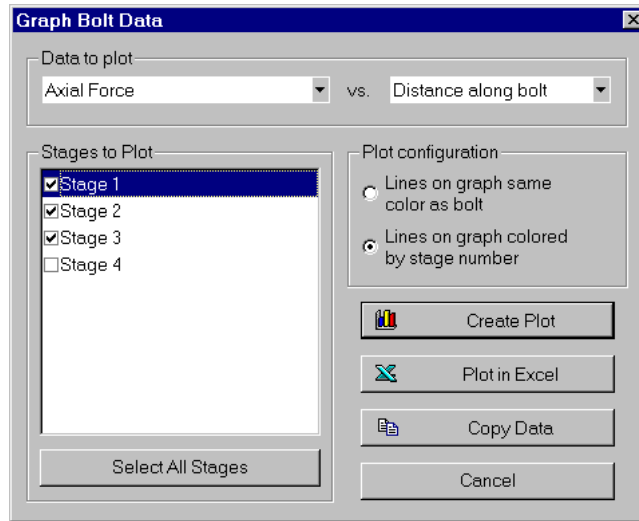 Graph Bolt Data
Data to plot
Axial Force
vs.
Distance along bolt
Stages to Plot
Stage 1
Stage 2
Stage 3
Stage 4
Select All Stages
Plot configuration
Lines on graph same
color as bolt
Lines on graph colored
by stage number
Create Plot
Plot in Excel
Copy Data
Cancel